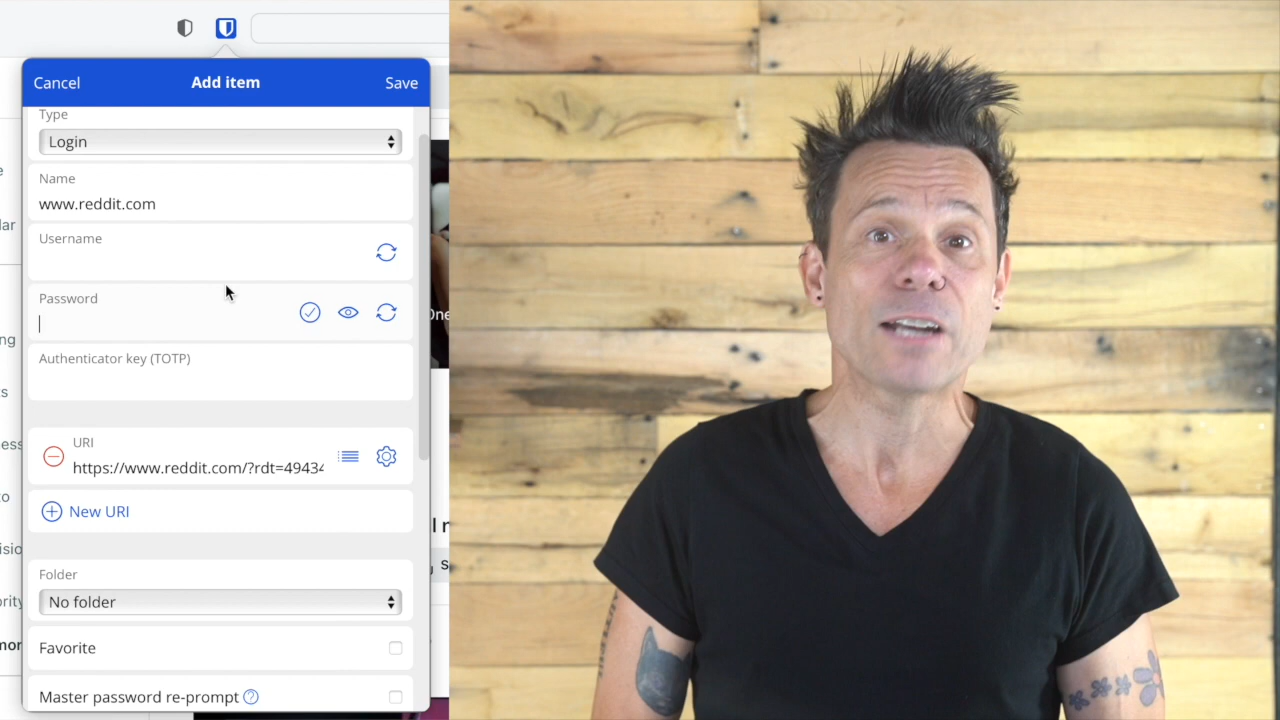 Cancel
Add item
Save
Type
Login
Name
www.reddit.com
Username
Password
Authenticator key (TOTP)
URI
https://www.reddit.com/?rdt=49434
New URI
Folder
No folder
Favorite
Master password re-prompt